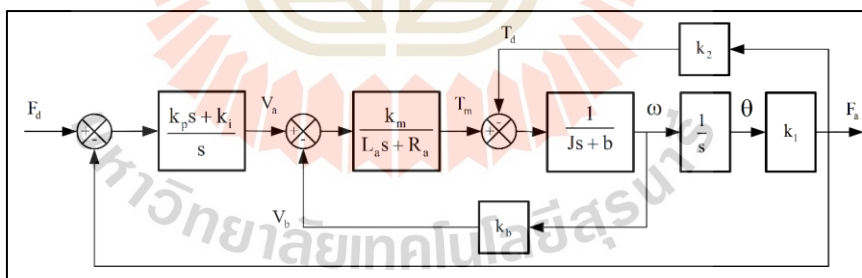 T_d
k_2
F_d
+
-
k_p s + k_i
s
V_a
+
-
k_m
L_a s + R_a
T_m
+
-
1
Js + b
ω
1
s
θ
k_1
F_a
V_b
k_b
มหาวิทยาลัยเทคโนโลยีสุรนารี